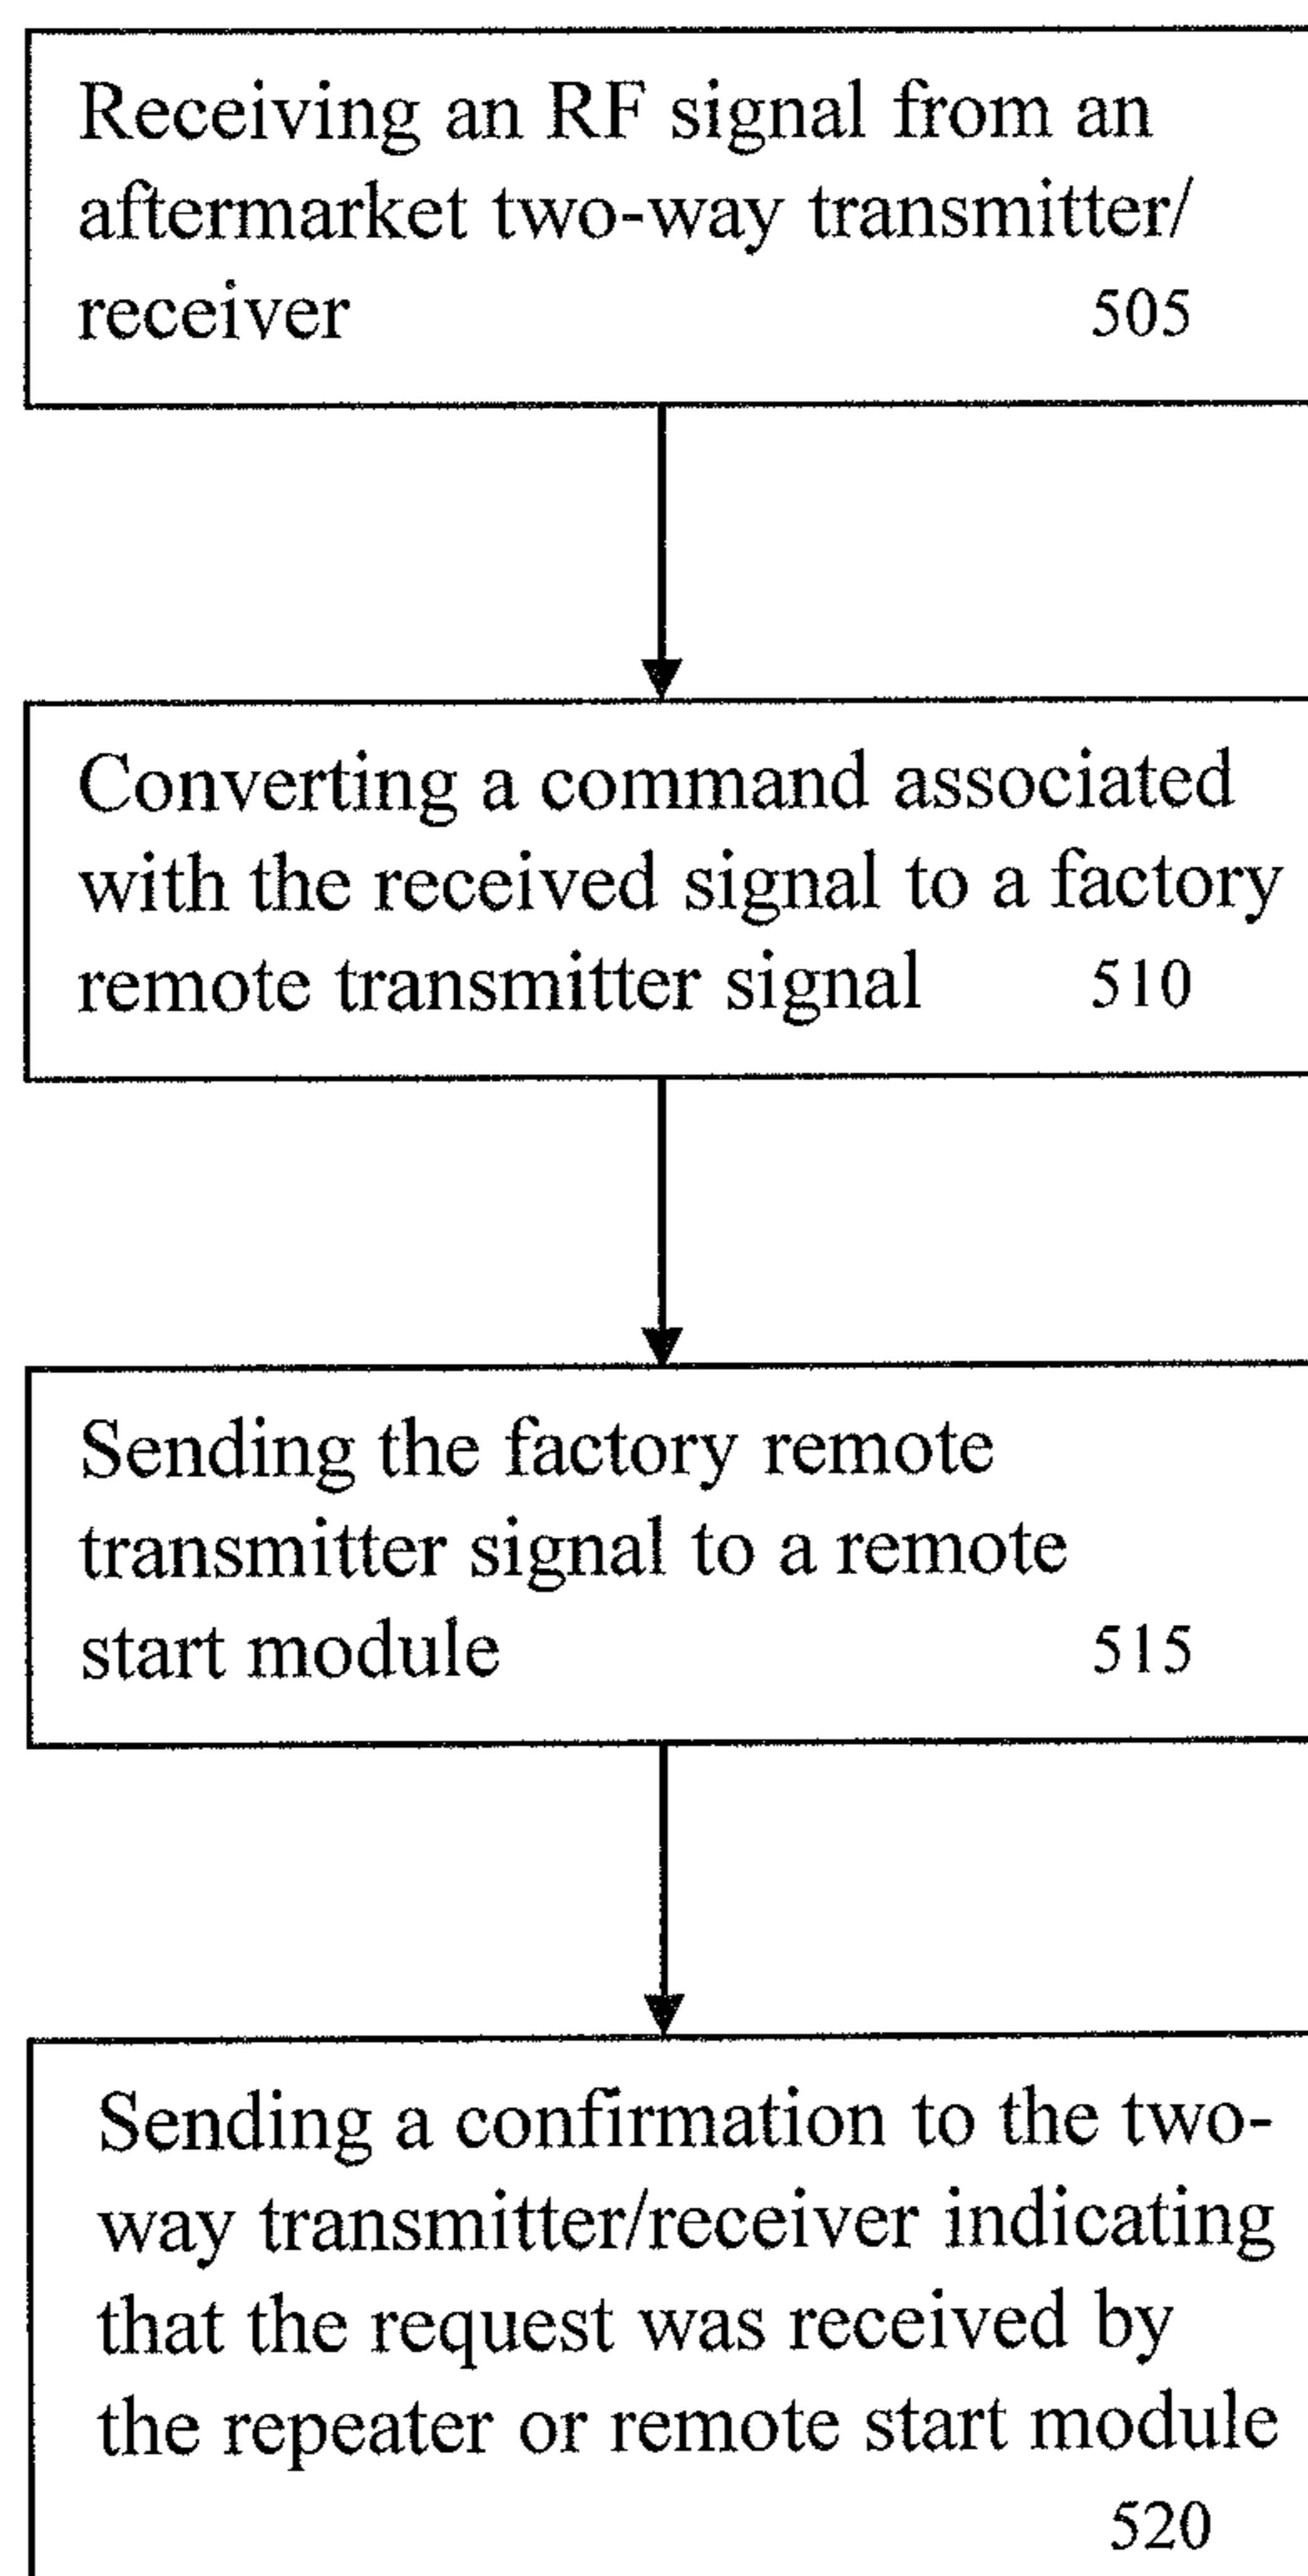 Receiving an RF signal from an
aftermarket two-way transmitter/
receiver 505
Converting a command associated
with the received signal to a factory
remote transmitter signal 510
Sending the factory remote
transmitter signal to a remote
start module 515
Sending a confirmation to the two-
way transmitter/receiver indicating
that the request was received by
the repeater or remote start module
520